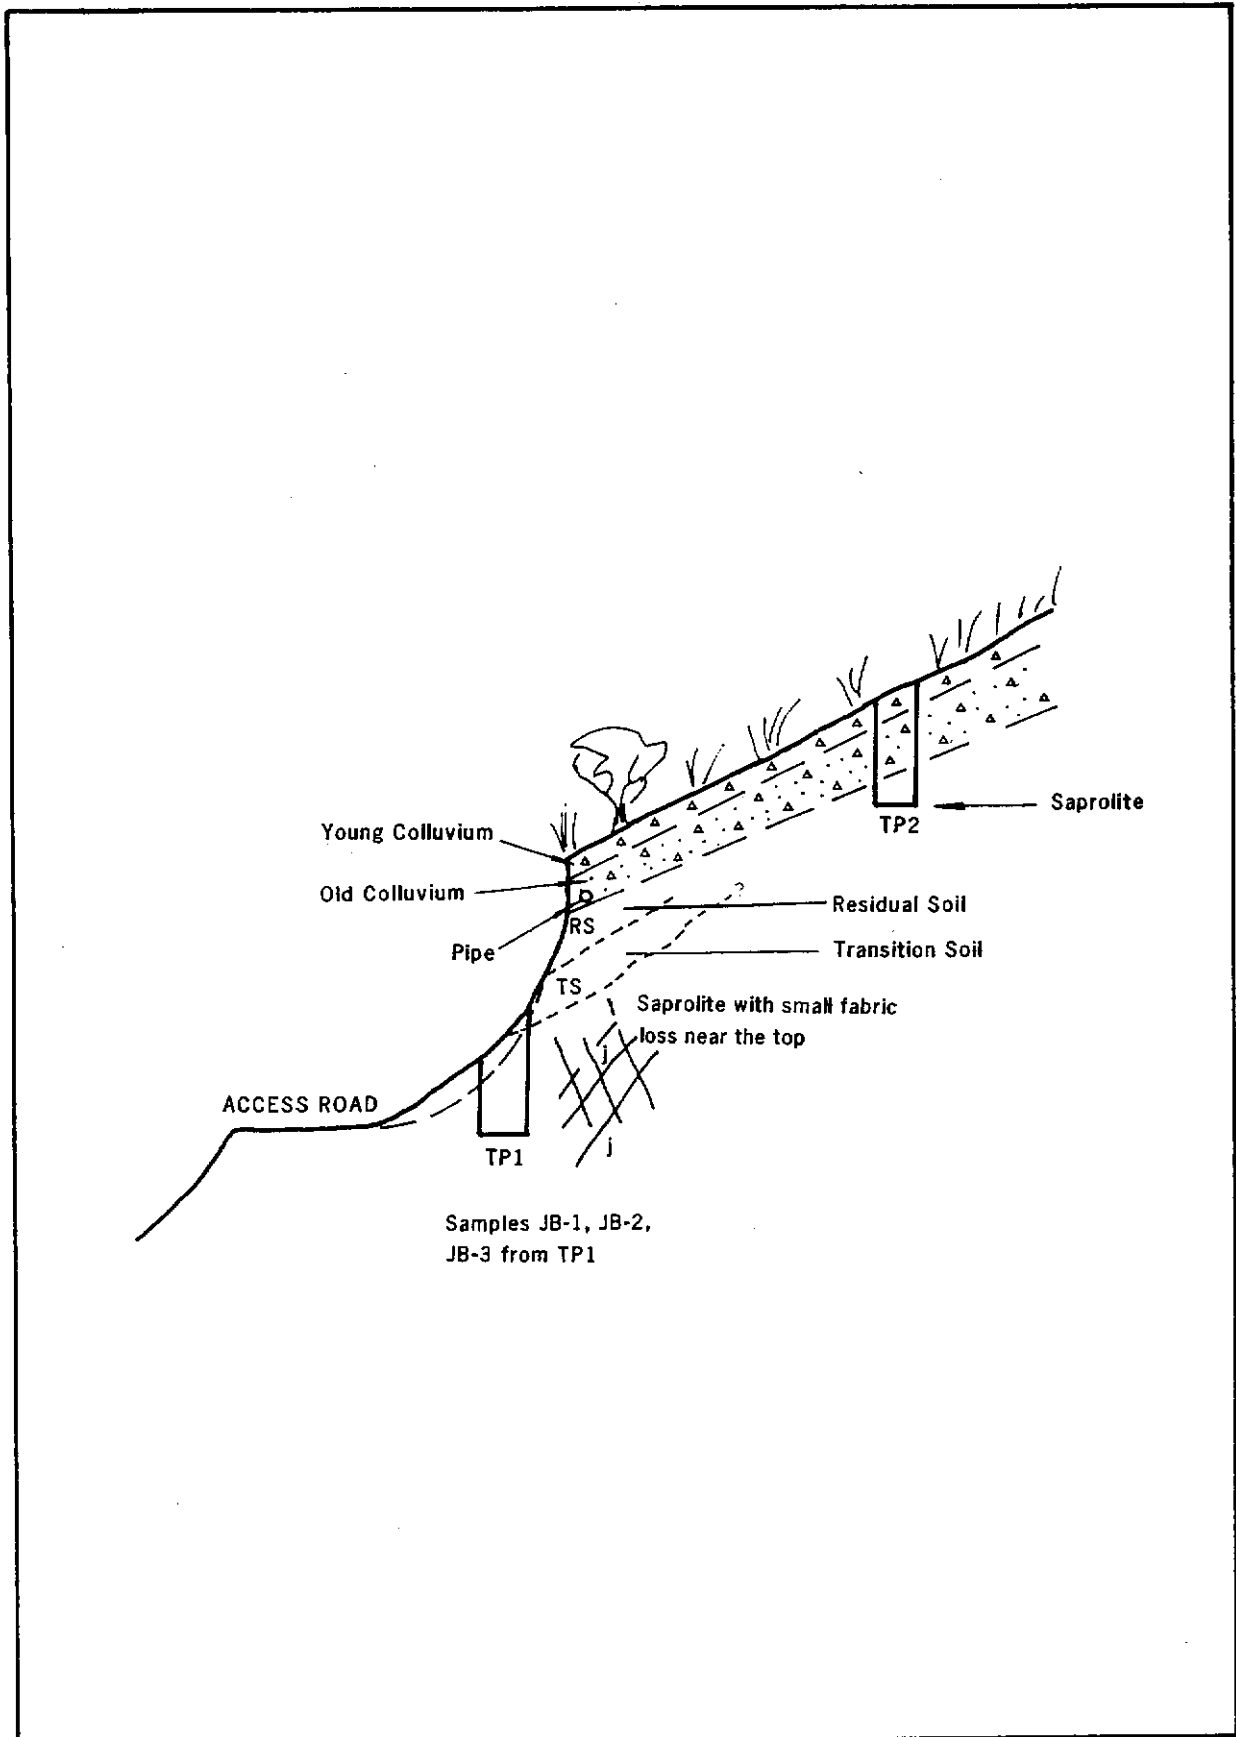 Saprolite
TP2
Young Colluvium
Old Colluvium
?
Residual Soil
RS
Pipe
Transition Soil
TS
Saprolite with small fabric
loss near the top
j
ACCESS ROAD
j
TP1
Samples JB-1, JB-2,
JB-3 from TP1